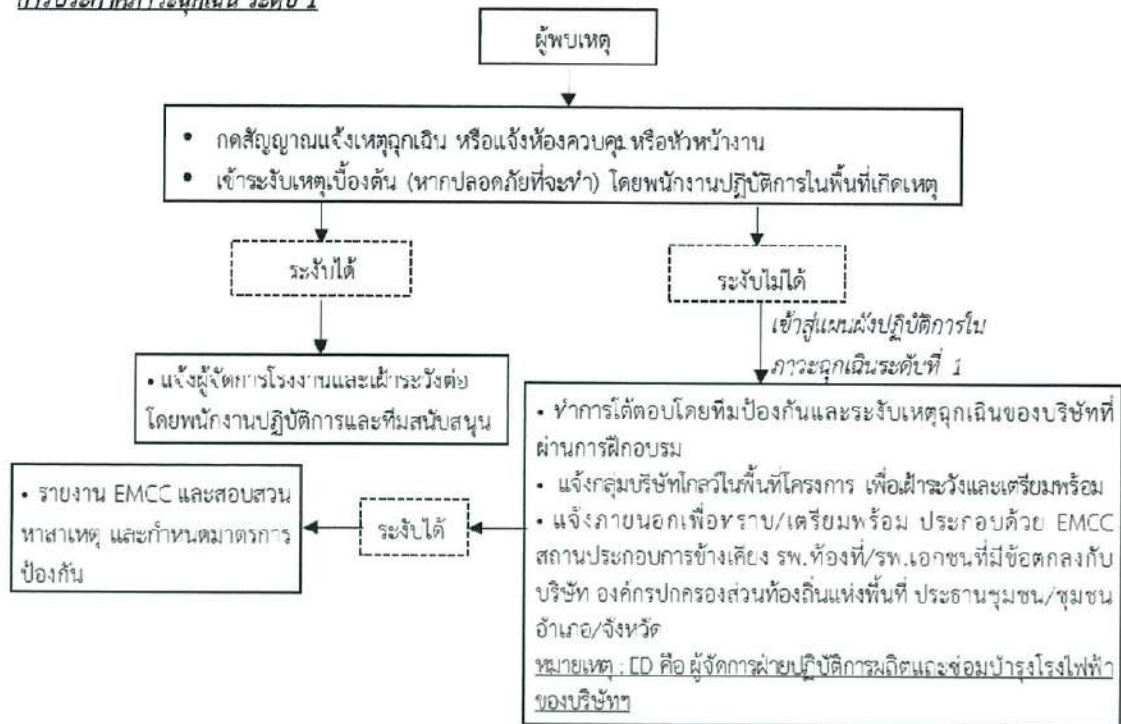 การประกาศภาวะฉุกเฉิน ระดับ 1
ผู้พบเหตุ
• กดสัญญาณแจ้งเหตุฉุกเฉิน หรือแจ้งห้องควบคุมหรือหัวหน้างาน
• เข้าระงับเหตุเบื้องต้น (หากปลอดภัยที่จะทำ) โดยพนักงานปฏิบัติการในพื้นที่เกิดเหตุ
ระงับได้
ระงับไม่ได้
เข้าสู่แผนผังปฏิบัติการใน
ภาวะฉุกเฉินระดับที่ 1
• แจ้งผู้จัดการโรงงานและเฝ้าระวังต่อ
โดยพนักงานปฏิบัติการและทีมสนับสนุน
• ทำการโต้ตอบโดยทีมป้องกันและระงับเหตุฉุกเฉินของบริษัทที่
ผ่านการฝึกอบรม
• แจ้งกลุ่มบริษัทโกลว์ในพื้นที่โครงการ เพื่อเฝ้าระวังและเตรียมพร้อม
• แจ้งภายนอกเพื่อทราบ/เตรียมพร้อม ประกอบด้วย EMCC
สถานประกอบการข้างเคียง รพ.ท้องที่/รพ.เอกชนที่มีข้อตกลงกับ
บริษัท องค์กรปกครองส่วนท้องถิ่นแห่งพื้นที่ ประธานชุมชน/ชุมชน
อำเภอ/จังหวัด
หมายเหตุ : ED คือ ผู้จัดการฝ่ายปฏิบัติการผลิตและซ่อมบำรุงโรงไฟฟ้า
ของบริษัทฯ
ระงับได้
• รายงาน EMCC และสอบสวน
หาสาเหตุ และกำหนดมาตรการ
ป้องกัน